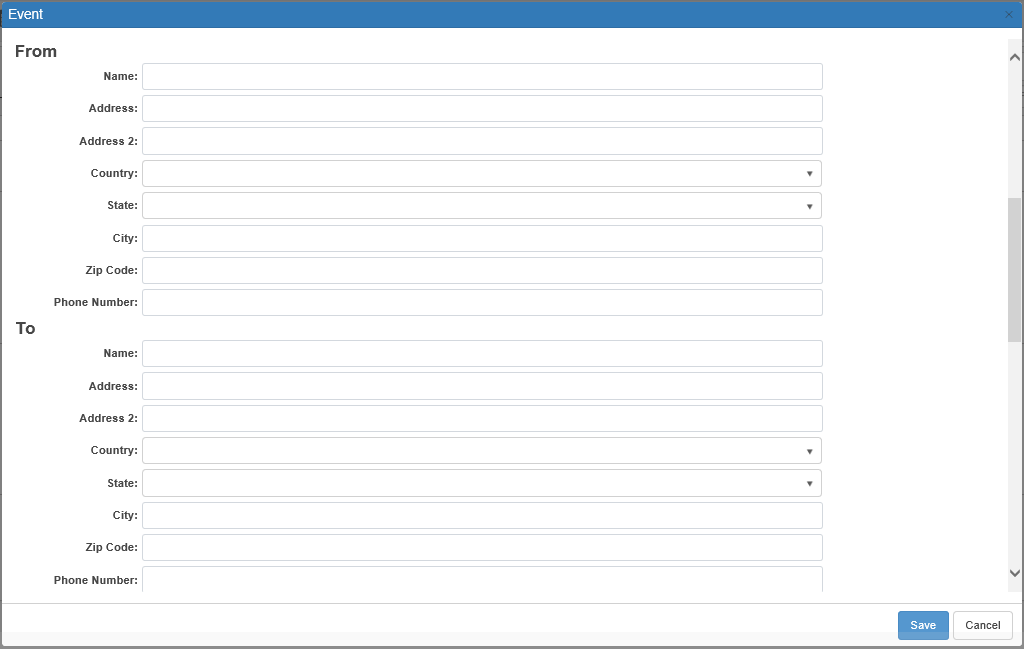 Event
From
Name:
Address:
Address 2:
Country:
State:
City:
Zip Code:
Phone Number:
To
Name:
Address:
Address 2:
Country:
State:
City:
Zip Code:
Phone Number:
Save Cancel